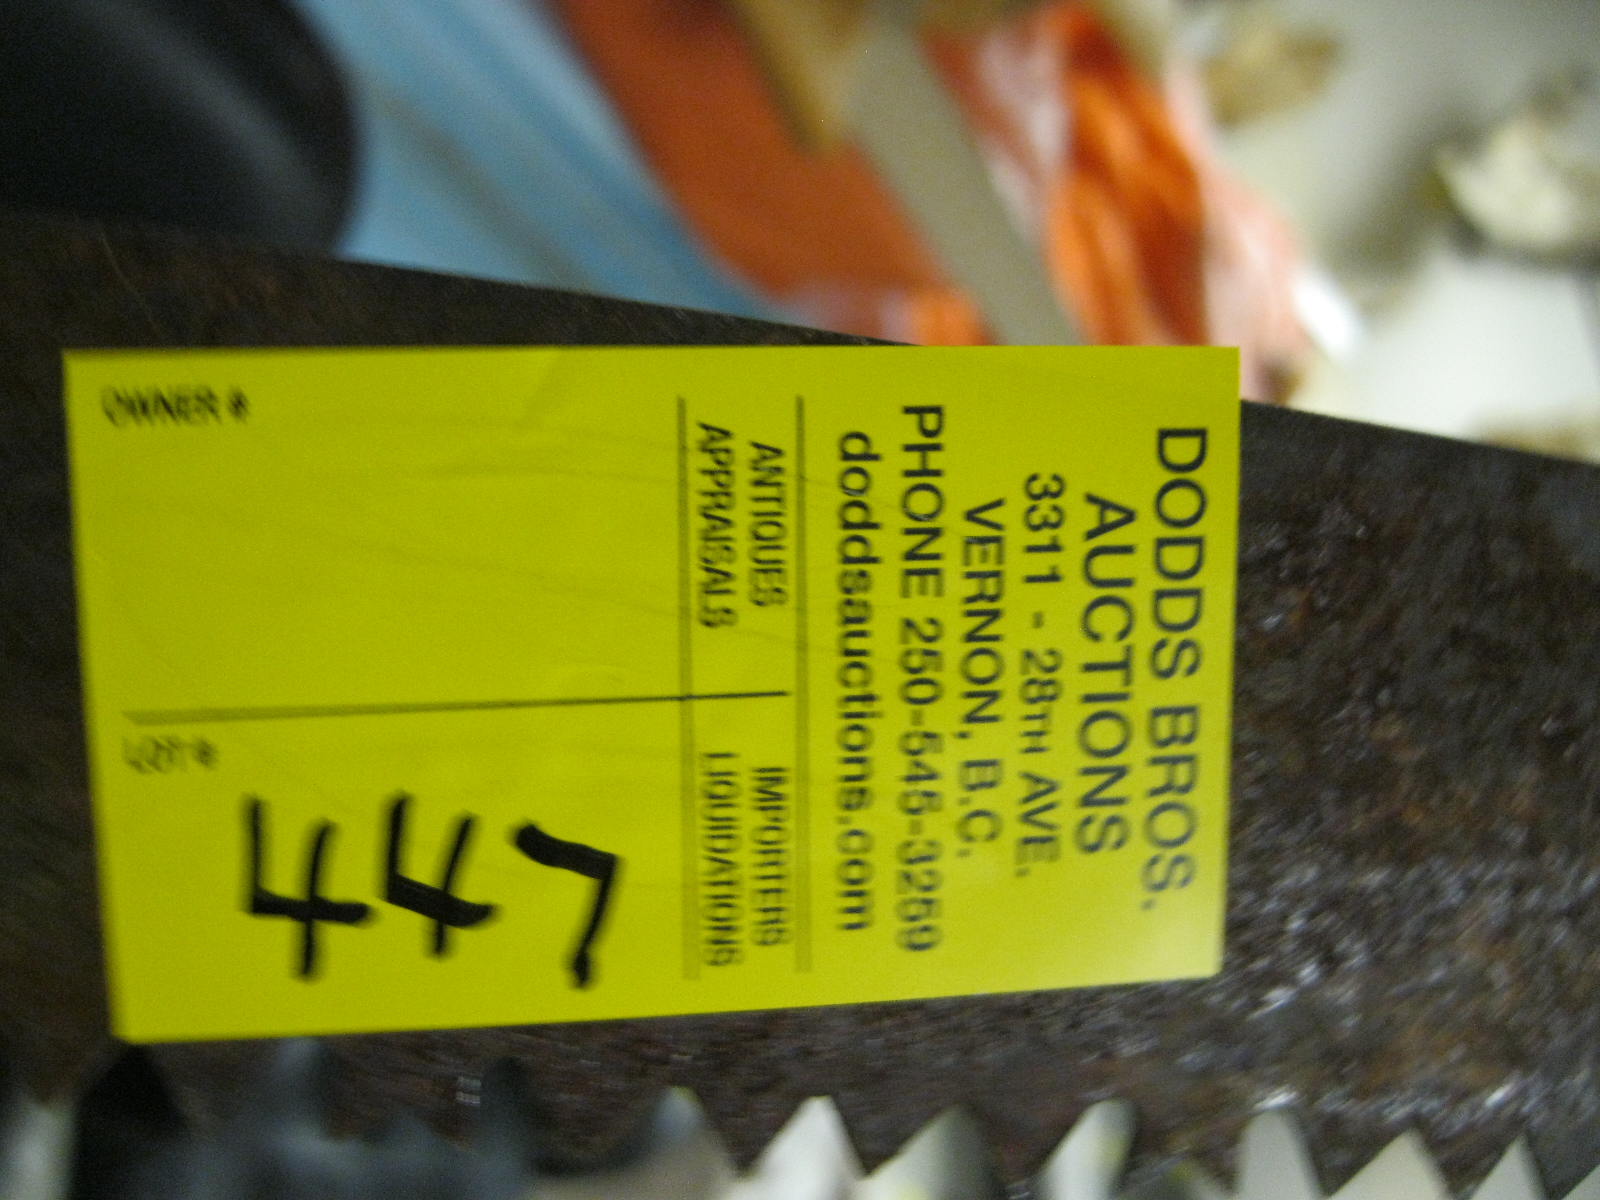 DODDS BROS.
AUCTIONS
3311 - 28TH AVE.
VERNON, B.C.
PHONE 250-545-3259
doddsauctions.com
ANTIQUES IMPORTERS
APPRAISALS LIQUIDATIONS
447
OWNER # LOT #